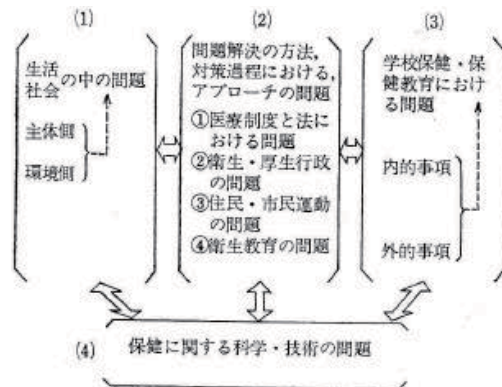 (1)
生活
社会の中の問題
主体側
環境側
(2)
問題解決の方法,
対策過程における,
アプローチの問題
①医療制度と法に
おける問題
②衛生・厚生行政
の問題
③住民・市民運動
の問題
④衛生教育の問題
(3)
学校保健・保
健教育におけ
る問題
内的事項
外的事項
(4) 保健に関する科学・技術の問題